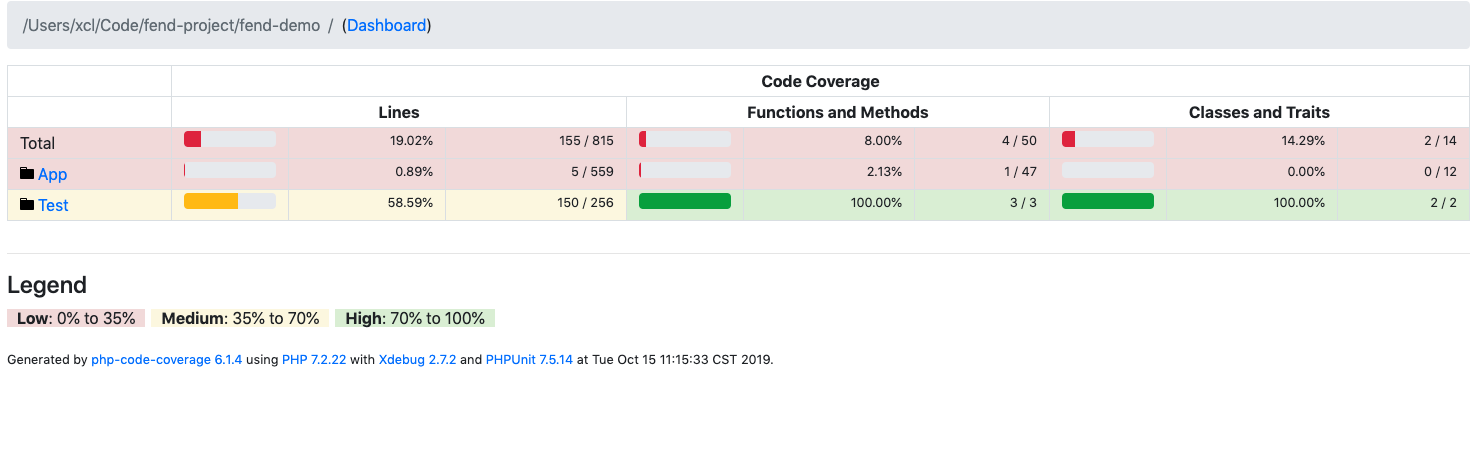 /Users/xcl/Code/fend-project/fend-demo / (Dashboard)
Code Coverage
Lines Functions and Methods Classes and Traits
Total 19.02% 155 / 815 8.00% 4 / 50 14.29% 2 / 14
App 0.89% 5 / 559 2.13% 1 / 47 0.00% 0 / 12
Test 58.59% 150 / 256 100.00% 3 / 3 100.00% 2 / 2
Legend
Low: 0% to 35% Medium: 35% to 70% High: 70% to 100%
Generated by php-code-coverage 6.1.4 using PHP 7.2.22 with Xdebug 2.7.2 and PHPUnit 7.5.14 at Tue Oct 15 11:15:33 CST 2019.